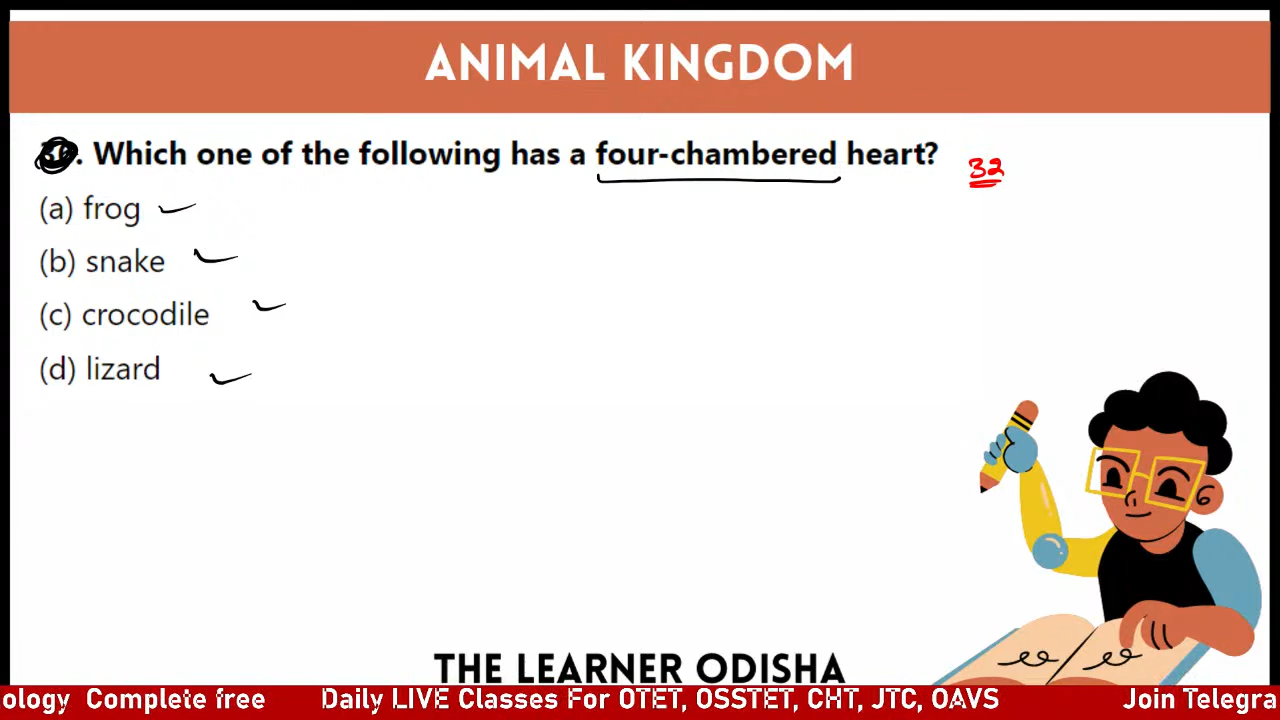 ANIMAL KINGDOM
. Which one of the following has a four-chambered heart?
32
(a) frog
(b) snake
(c) crocodile
(d) lizard
THE LEARNER ODISHA
ology Complete free Daily LIVE Classes For OTET, OSSTET, CHT, JTC, OAVS Join Telegra